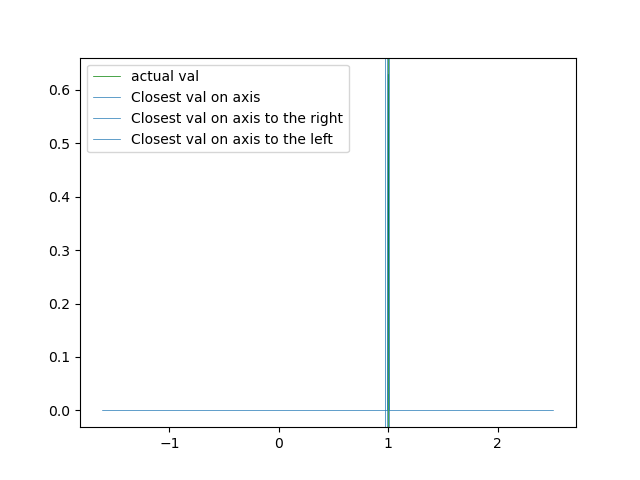 actual val
Closest val on axis
Closest val on axis to the right
Closest val on axis to the left
0.6
0.5
0.4
0.3
0.2
0.1
0.0
−1
0
1
2